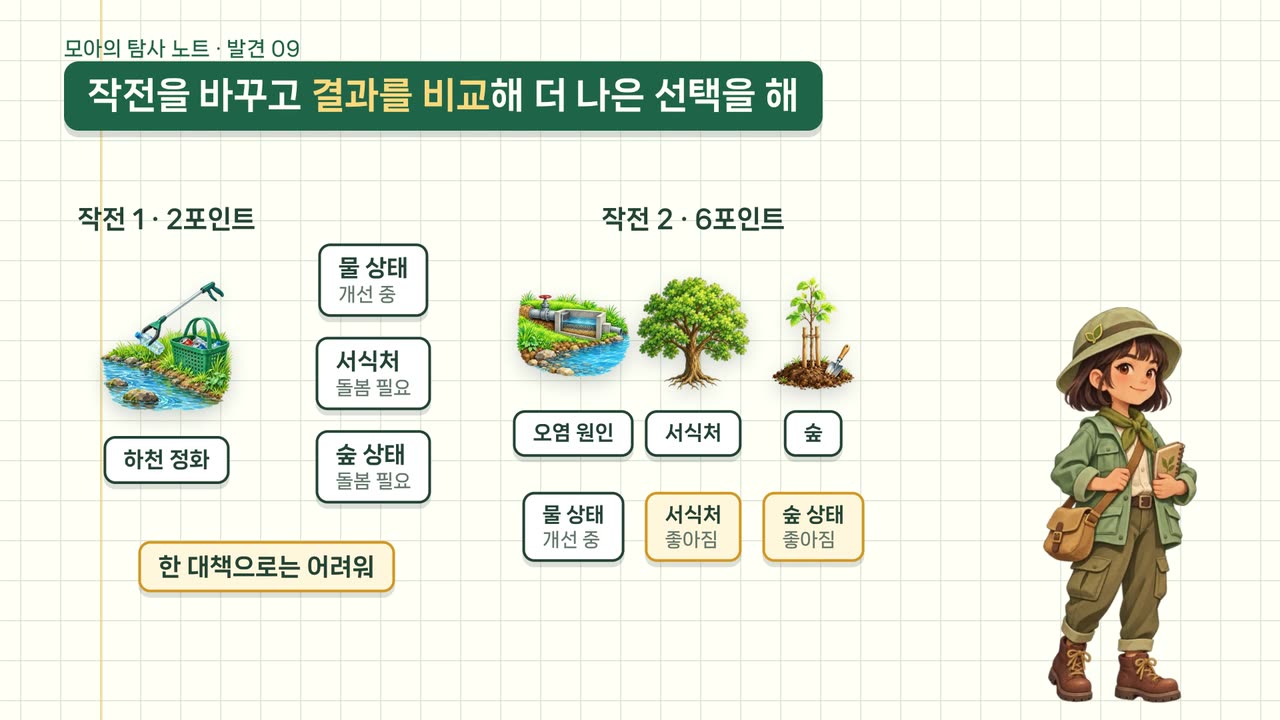 모아의 탐사 노트 · 발견 09
작전을 바꾸고 결과를 비교해 더 나은 선택을 해
작전 1 · 2포인트
물 상태
개선 중
서식처
돌봄 필요
숲 상태
돌봄 필요
하천 정화
한 대책으로는 어려워
작전 2 · 6포인트
오염 원인
서식처
숲
물 상태
개선 중
서식처
좋아짐
숲 상태
좋아짐